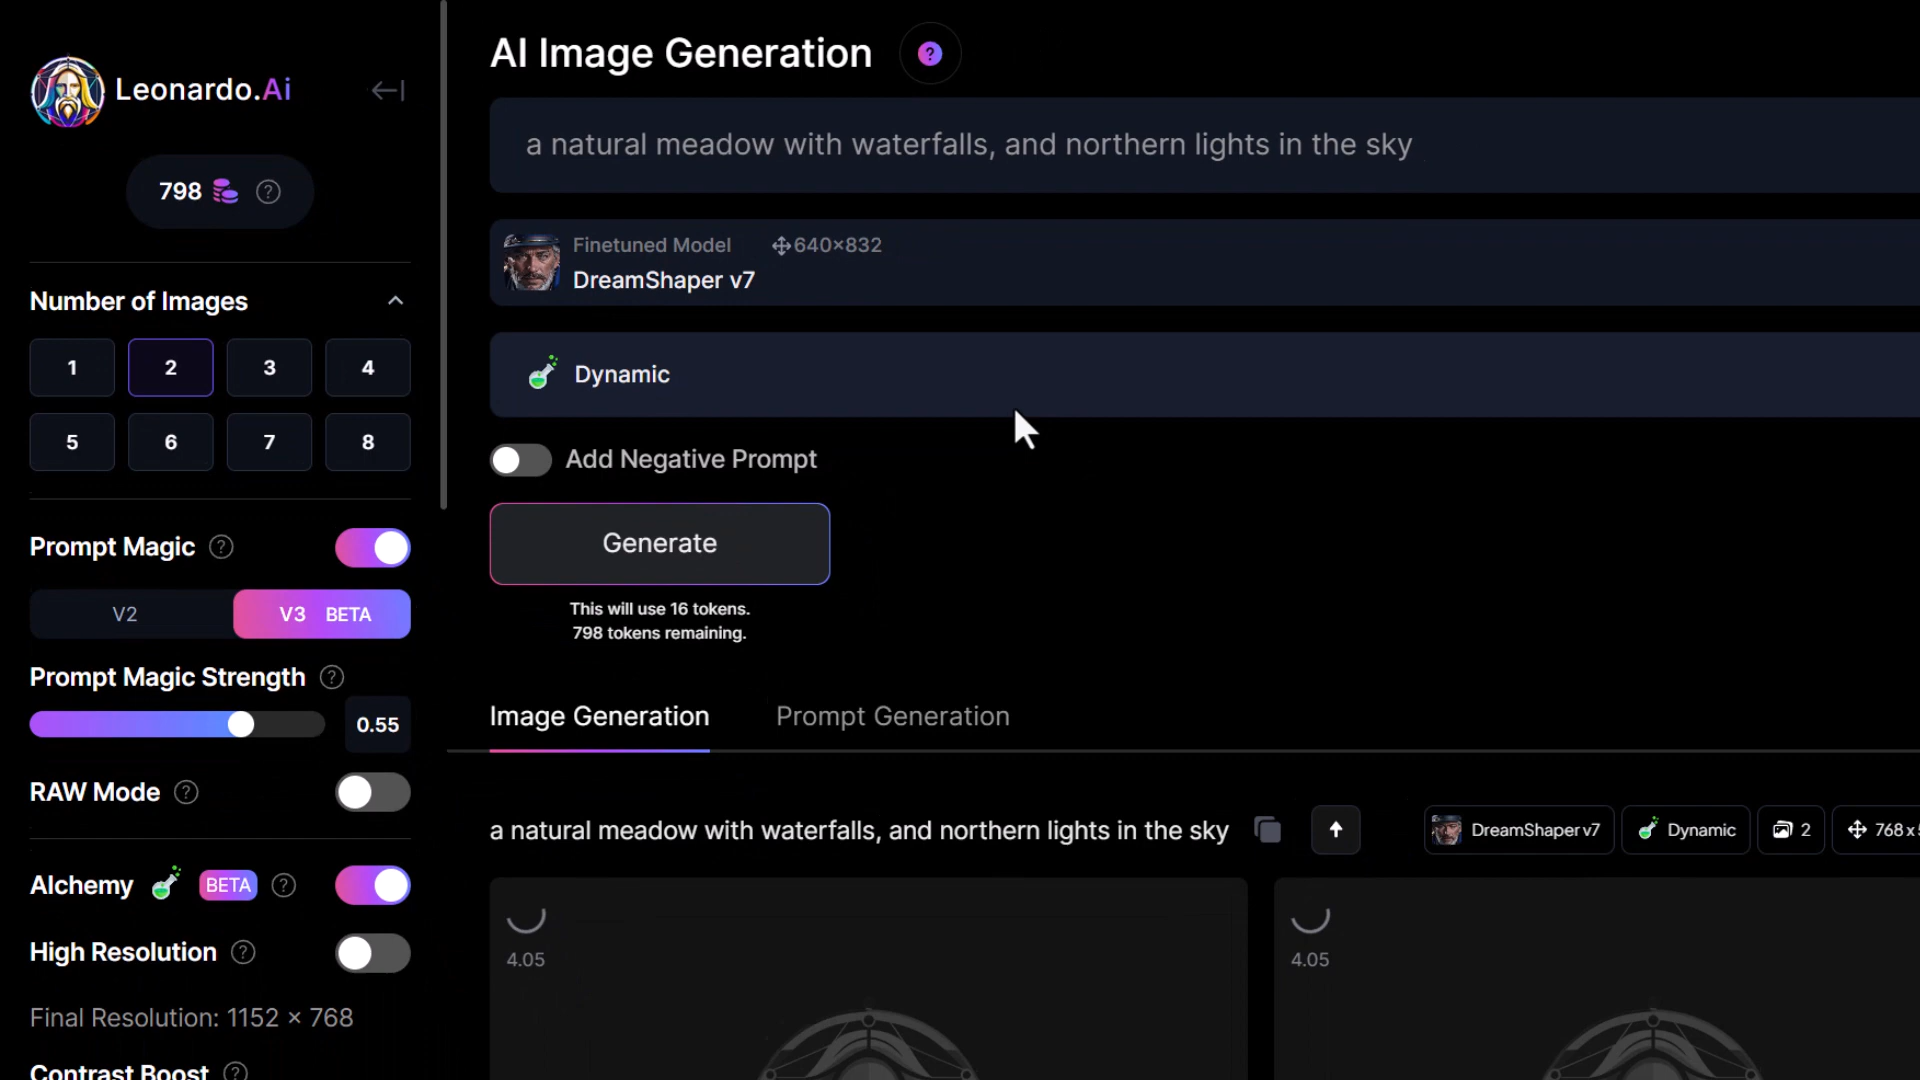 Leonardo.Ai
798
Number of Images
1 2 3 4
5 6 7 8
Prompt Magic
V2 V3 BETA
Prompt Magic Strength
0.55
RAW Mode
Alchemy BETA
High Resolution
Final Resolution: 1152 × 768
Contrast Boost
AI Image Generation
a natural meadow with waterfalls, and northern lights in the sky
Finetuned Model 640×832
DreamShaper v7
Dynamic
Add Negative Prompt
Generate
This will use 16 tokens.
798 tokens remaining.
Image Generation Prompt Generation
a natural meadow with waterfalls, and northern lights in the sky DreamShaper v7 Dynamic 2 768 x
4.05 4.05